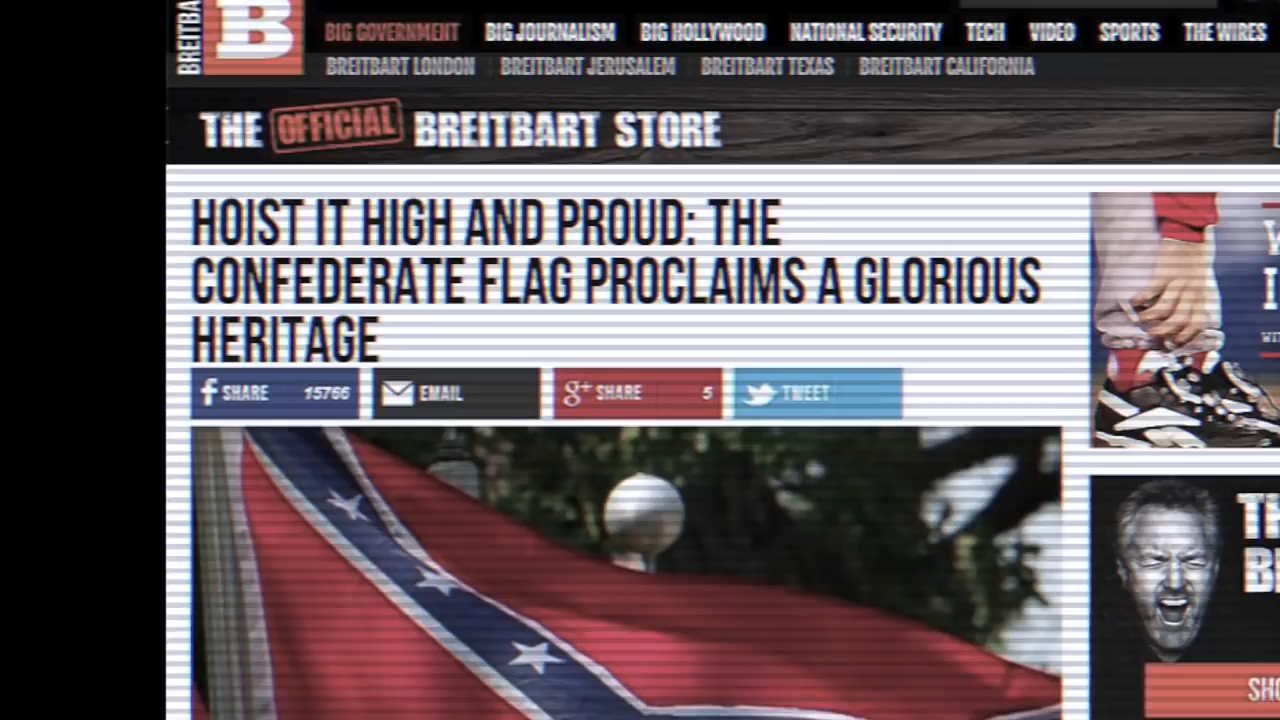 BREITBA
B
BIG GOVERNMENT BIG JOURNALISM BIG HOLLYWOOD NATIONAL SECURITY TECH VIDEO SPORTS THE WIRES
BREITBART LONDON BREITBART JERUSALEM BREITBART TEXAS BREITBART CALIFORNIA
THE OFFICIAL BREITBART STORE
HOIST IT HIGH AND PROUD: THE
CONFEDERATE FLAG PROCLAIMS A GLORIOUS
HERITAGE
f SHARE 15766 EMAIL g+ SHARE 5 TWEET